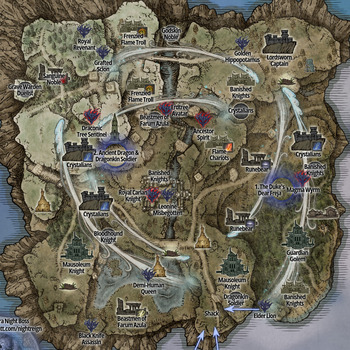 Royal
Revenant
Frenzied
Flame Troll
Godskin
Noble
Golden
Hippopotamus
Lordsworn
Captain
Grafted
Scion
Noble
Grave Warden
Duelist
Frenzied
Flame Troll
Banished
Knights
Crystalians
Erdtree
Avatar
Beastmen of
Farum Azula
Draconic
Tree Sentinel
Ancestor
Spirit
Flame
Chariots
2. Ancient Dragon &
Dragonkin Soldier
Crystalians
Crystalians
Runebear
Banished
Knights
Magma Wyrm
Banished
Knights
Royal Carian
Knight
1. The Duke's
Dear Freja
Leonine
Misbegotten
Crystalians
Bloodhound
Knight
Runebear
Guardian
Golem
Mausoleum
Knight
Mausoleum
Knight
Demi-Human
Queen
Dragonkin
Soldier
Banished
Knights
Beastmen of
Farum Azula
Shack
Elder Lion
ra Night Boss
tt.com/nightreign
Black Knife
Assassin